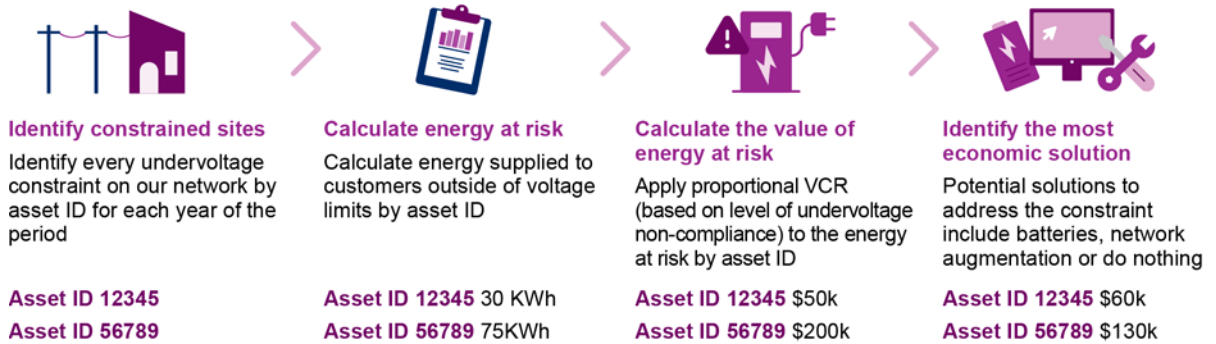 Identify constrained sites
Identify every undervoltage
constraint on our network by
asset ID for each year of the
period
Asset ID 12345
Asset ID 56789
Calculate energy at risk
Calculate energy supplied to
customers outside of voltage
limits by asset ID
Asset ID 12345 30 KWh
Asset ID 56789 75KWh
Calculate the value of
energy at risk
Apply proportional VCR
(based on level of undervoltage
non-compliance) to the energy
at risk by asset ID
Asset ID 12345 $50k
Asset ID 56789 $200k
Identify the most
economic solution
Potential solutions to
address the constraint
include batteries, network
augmentation or do nothing
Asset ID 12345 $60k
Asset ID 56789 $130k